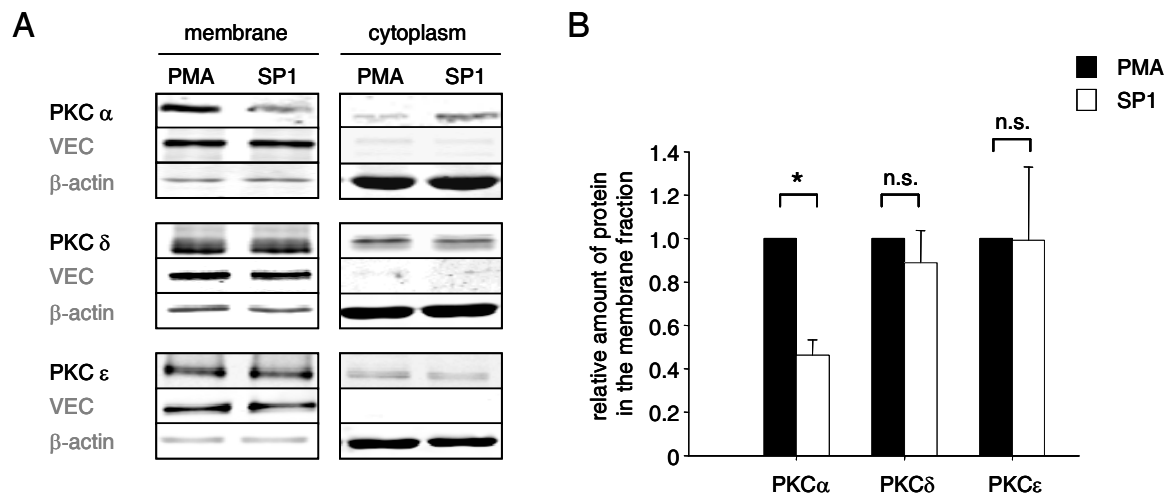 A
membrane cytoplasm
PMA SP1 PMA SP1
PKC α
VEC
β-actin
PKC δ
VEC
β-actin
PKC ε
VEC
β-actin
B
PMA
SP1
relative amount of protein
in the membrane fraction
1.4
1.2
1.0
0.8
0.6
0.4
0.2
0
*
n.s.
n.s.
PKCα PKCδ PKCε